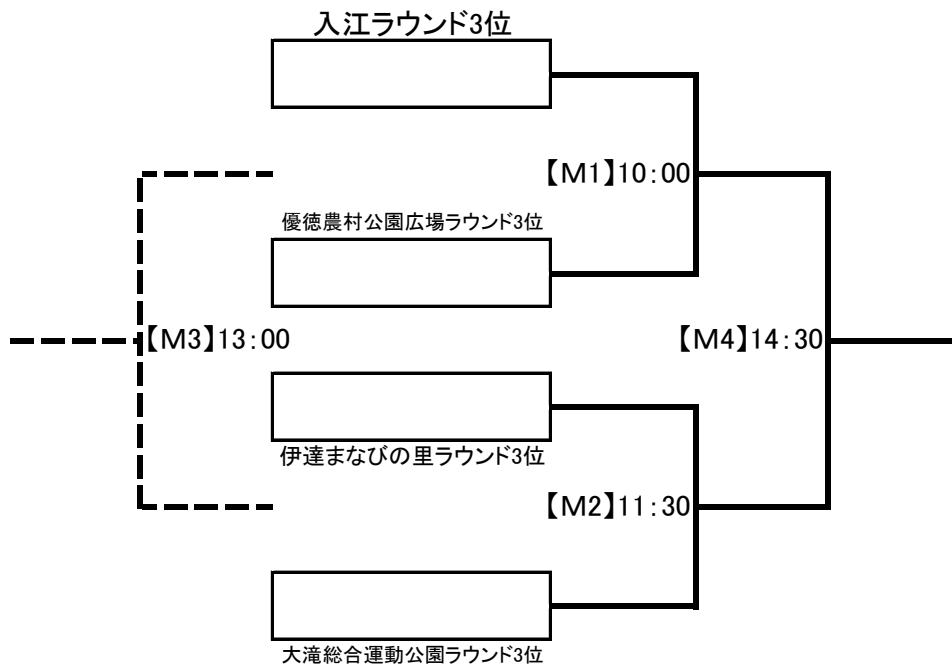 入江ラウンド3位
【M1】10:00
優徳農村公園広場ラウンド3位
【M3】13:00
【M4】14:30
伊達まなびの里ラウンド3位
【M2】11:30
大滝総合運動公園ラウンド3位